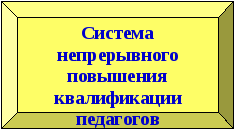 Система
непрерывного
повышения
квалификации
педагогов